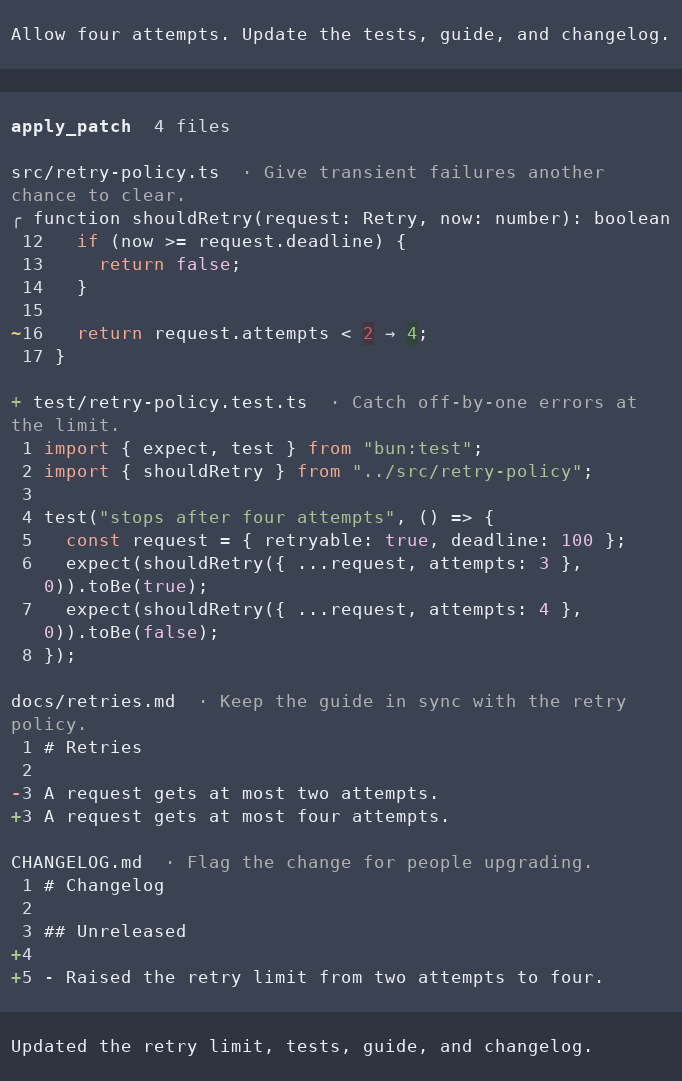 Allow four attempts. Update the tests, guide, and changelog.
apply_patch  4 files
src/retry-policy.ts  · Give transient failures another
chance to clear.
╭ function shouldRetry(request: Retry, now: number): boolean
 12   if (now >= request.deadline) {
 13     return false;
 14   }
 15
~16   return request.attempts < 2 → 4;
 17 }
+ test/retry-policy.test.ts  · Catch off-by-one errors at
the limit.
 1 import { expect, test } from "bun:test";
 2 import { shouldRetry } from "../src/retry-policy";
 3
 4 test("stops after four attempts", () => {
 5   const request = { retryable: true, deadline: 100 };
 6   expect(shouldRetry({ ...request, attempts: 3 },
   0)).toBe(true);
 7   expect(shouldRetry({ ...request, attempts: 4 },
   0)).toBe(false);
 8 });
docs/retries.md  · Keep the guide in sync with the retry
policy.
 1 # Retries
 2
-3 A request gets at most two attempts.
+3 A request gets at most four attempts.
CHANGELOG.md  · Flag the change for people upgrading.
 1 # Changelog
 2
 3 ## Unreleased
+4
+5 - Raised the retry limit from two attempts to four.
Updated the retry limit, tests, guide, and changelog.